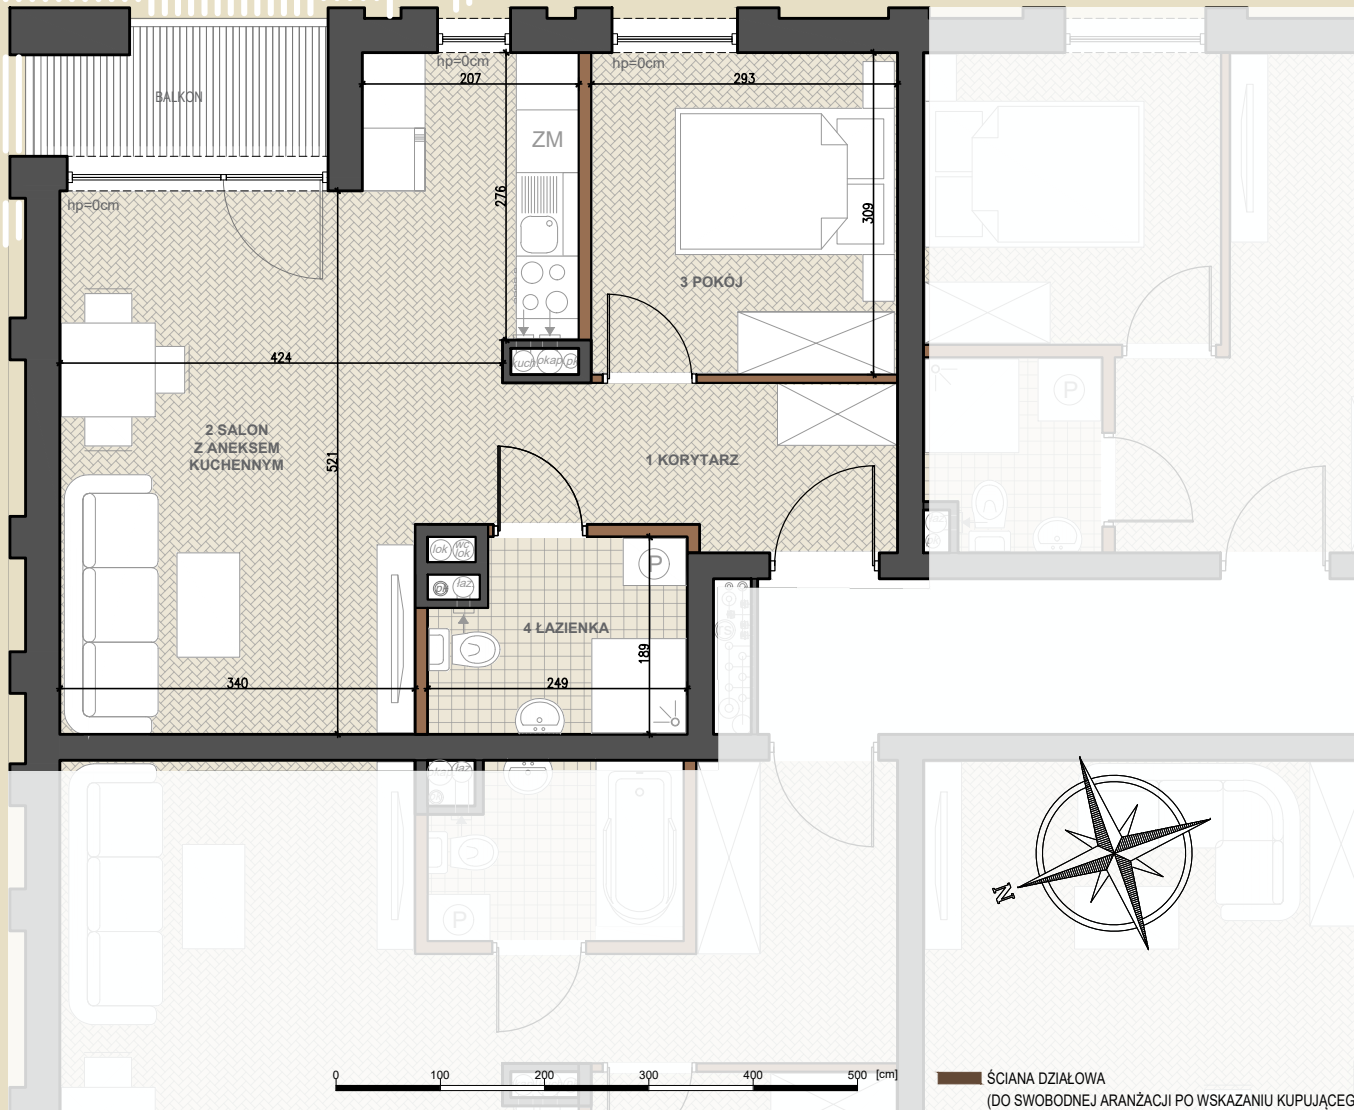 BALKON
hp=0cm
207
hp=0cm
293
ZM
276
309
hp=0cm
3 POKÓJ
424
kuch okap pk
2 SALON
Z ANEKSEM
KUCHENNYM
521
1 KORYTARZ
lok wc lok
P
pk łaz
4 ŁAZIENKA
189
340
249
P
P
N
0 100 200 300 400 500 [cm]
ŚCIANA DZIAŁOWA
(DO SWOBODNEJ ARANŻACJI PO WSKAZANIU KUPUJĄCEG